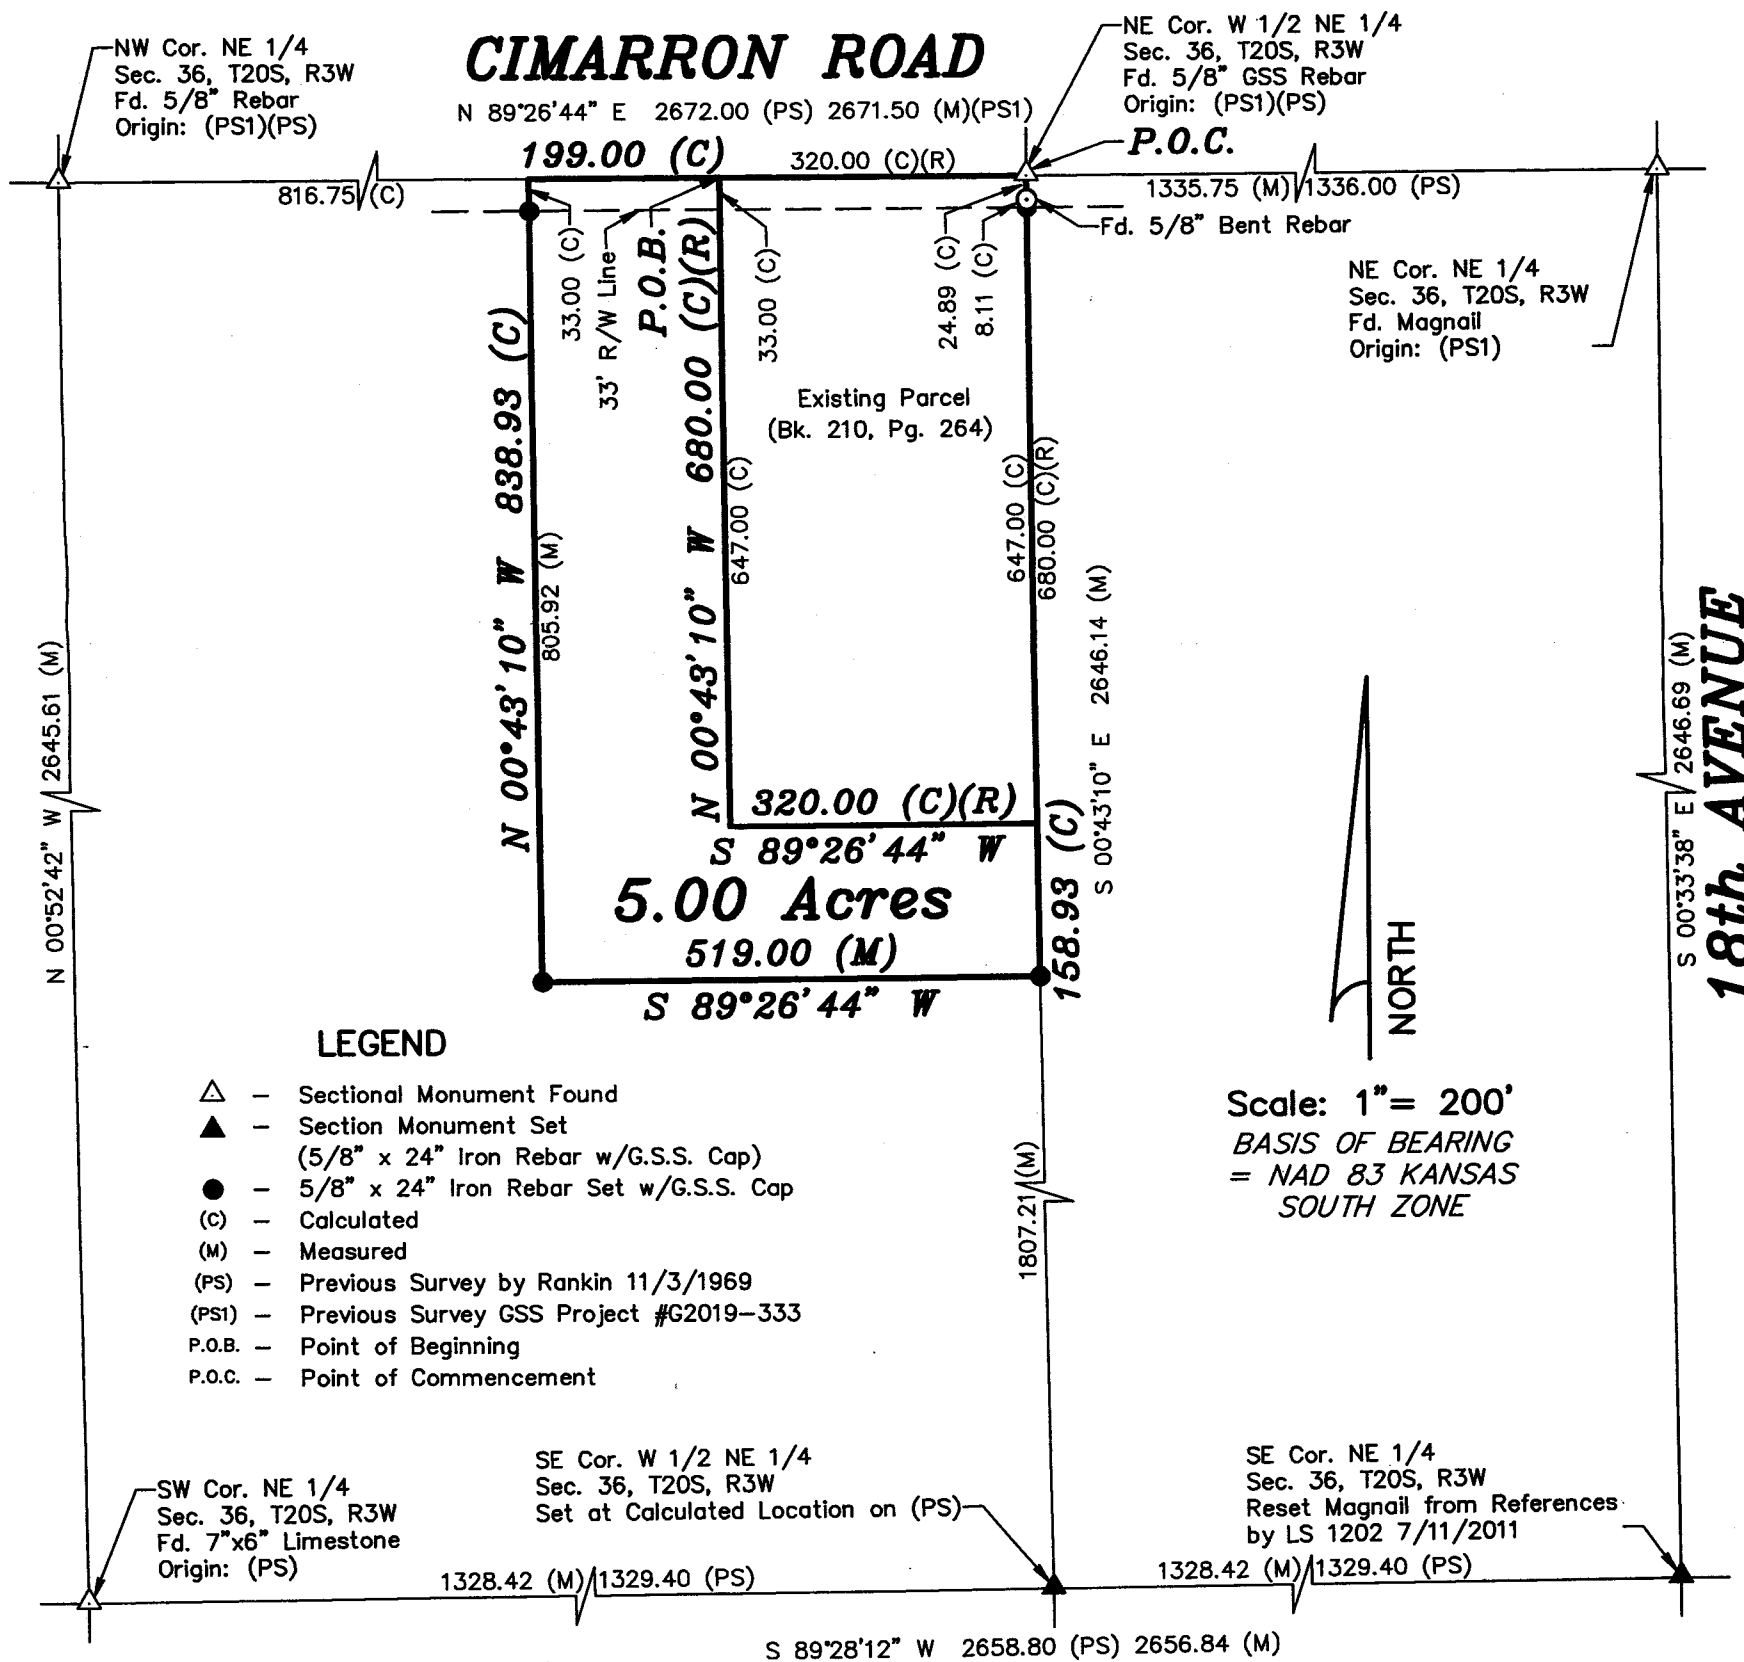 CIMARRON ROAD
N 89°26'44" E 2672.00 (PS) 2671.50 (M)(PS1)
NW Cor. NE 1/4
Sec. 36, T20S, R3W
Fd. 5/8" Rebar
Origin: (PS1)(PS)
NE Cor. W 1/2 NE 1/4
Sec. 36, T20S, R3W
Fd. 5/8" GSS Rebar
Origin: (PS1)(PS)
P.O.C.
199.00 (C)
320.00 (C)(R)
816.75 (C)
1335.75 (M) 1336.00 (PS)
Fd. 5/8" Bent Rebar
NE Cor. NE 1/4
Sec. 36, T20S, R3W
Fd. Magnail
Origin: (PS1)
33.00 (C)
33' R/W Line
P.O.B.
33.00 (C)
24.89 (C)
8.11 (C)
Existing Parcel
(Bk. 210, Pg. 264)
N 00°43'10" W 838.93 (C)
805.92 (M)
N 00°43'10" W 680.00 (C)(R)
647.00 (C)
647.00 (C)
680.00 (C)(R)
S 00°43'10" E 2646.14 (M)
N 00°52'42" W 2645.61 (M)
S 00°33'38" E 2646.69 (M)
18th AVENUE
320.00 (C)(R)
S 89°26'44" W
158.93 (C)
5.00 Acres
519.00 (M)
S 89°26'44" W
NORTH
Scale: 1"= 200'
BASIS OF BEARING
= NAD 83 KANSAS
SOUTH ZONE
1807.21 (M)
LEGEND
– Sectional Monument Found
– Section Monument Set
(5/8" x 24" Iron Rebar w/G.S.S. Cap)
– 5/8" x 24" Iron Rebar Set w/G.S.S. Cap
(C) – Calculated
(M) – Measured
(PS) – Previous Survey by Rankin 11/3/1969
(PS1) – Previous Survey GSS Project #G2019-333
P.O.B. – Point of Beginning
P.O.C. – Point of Commencement
SW Cor. NE 1/4
Sec. 36, T20S, R3W
Fd. 7"x6" Limestone
Origin: (PS)
SE Cor. W 1/2 NE 1/4
Sec. 36, T20S, R3W
Set at Calculated Location on (PS)
SE Cor. NE 1/4
Sec. 36, T20S, R3W
Reset Magnail from References
by LS 1202 7/11/2011
1328.42 (M) 1329.40 (PS)
1328.42 (M) 1329.40 (PS)
S 89°28'12" W 2658.80 (PS) 2656.84 (M)